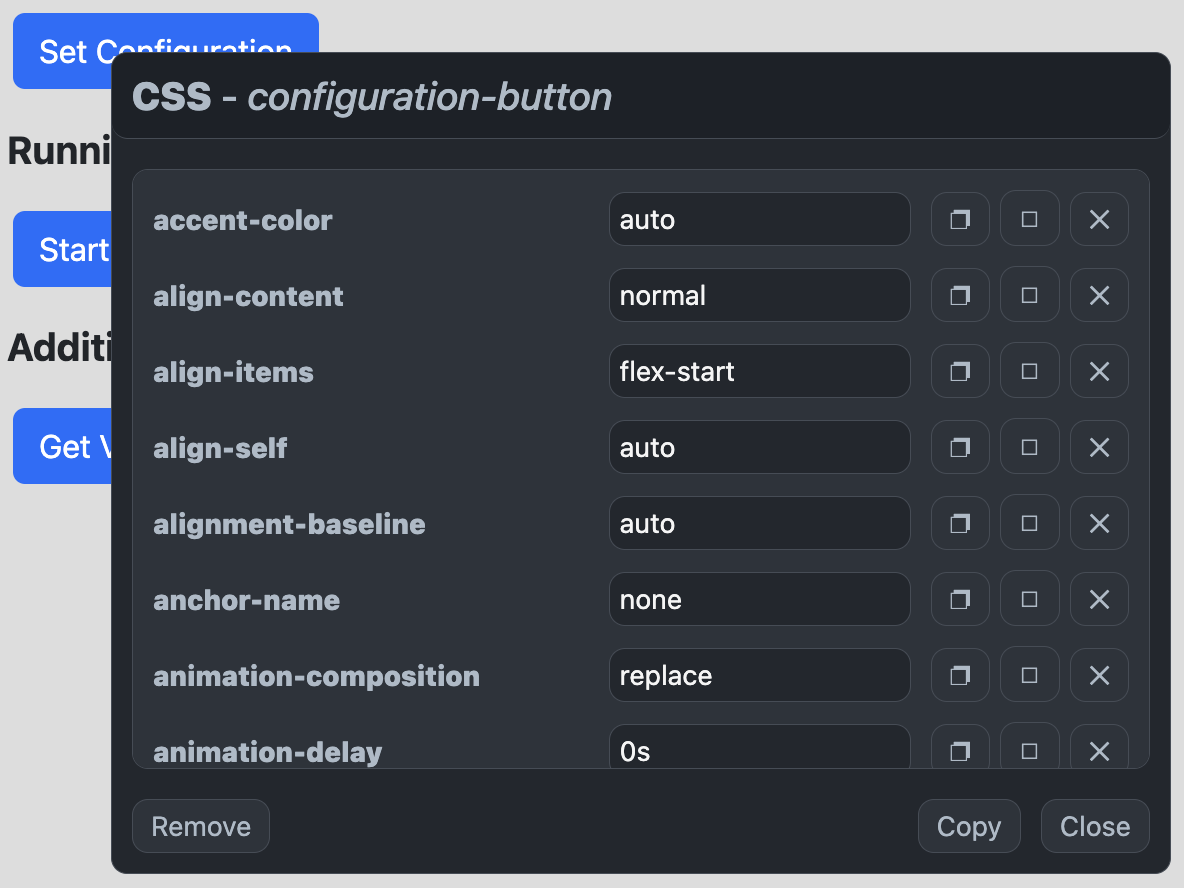 Set Configuration
CSS - configuration-button
Runni
accent-color auto
Start
align-content normal
Additi
align-items flex-start
Get V
align-self auto
alignment-baseline auto
anchor-name none
animation-composition replace
animation-delay 0s
Remove Copy Close